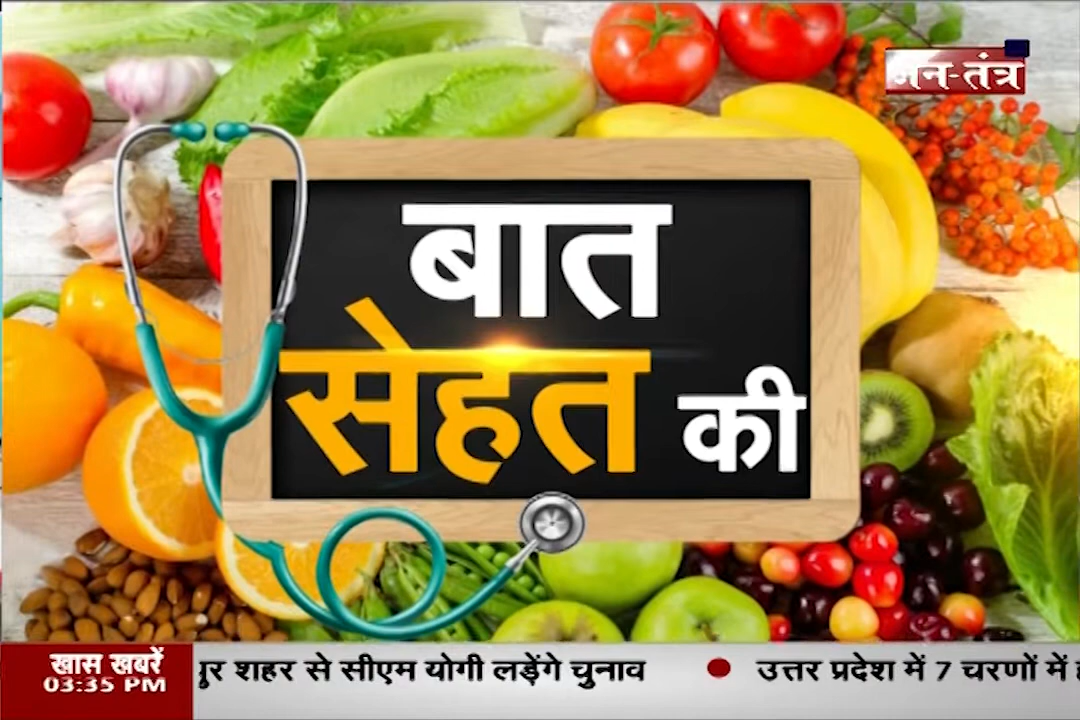 जन-तंत्र
बात
सेहत की
खास खबरें
03:35 PM
शहर से सीएम योगी लड़ेंगे चुनाव
उत्तर प्रदेश में 7 चरणों में